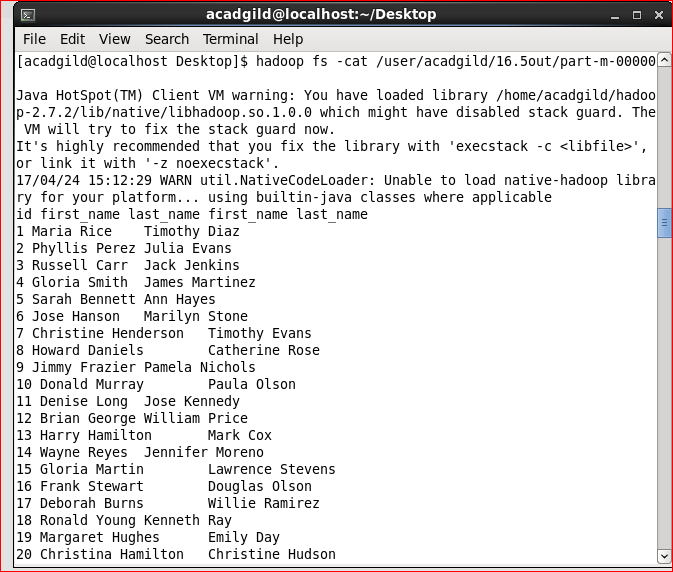 acadgild@localhost:~/Desktop
File Edit View Search Terminal Help
[acadgild@localhost Desktop]$ hadoop fs -cat /user/acadgild/16.5out/part-m-00000
Java HotSpot(TM) Client VM warning: You have loaded library /home/acadgild/hadoo
p-2.7.2/lib/native/libhadoop.so.1.0.0 which might have disabled stack guard. The
 VM will try to fix the stack guard now.
It's highly recommended that you fix the library with 'execstack -c <libfile>',
or link it with '-z noexecstack'.
17/04/24 15:12:29 WARN util.NativeCodeLoader: Unable to load native-hadoop libra
ry for your platform... using builtin-java classes where applicable
id first_name last_name first_name last_name
1 Maria Rice    Timothy Diaz
2 Phyllis Perez Julia Evans
3 Russell Carr  Jack Jenkins
4 Gloria Smith  James Martinez
5 Sarah Bennett Ann Hayes
6 Jose Hanson   Marilyn Stone
7 Christine Henderson   Timothy Evans
8 Howard Daniels        Catherine Rose
9 Jimmy Frazier Pamela Nichols
10 Donald Murray        Paula Olson
11 Denise Long  Jose Kennedy
12 Brian George William Price
13 Harry Hamilton       Mark Cox
14 Wayne Reyes  Jennifer Moreno
15 Gloria Martin        Lawrence Stevens
16 Frank Stewart        Douglas Olson
17 Deborah Burns        Willie Ramirez
18 Ronald Young Kenneth Ray
19 Margaret Hughes      Emily Day
20 Christina Hamilton   Christine Hudson